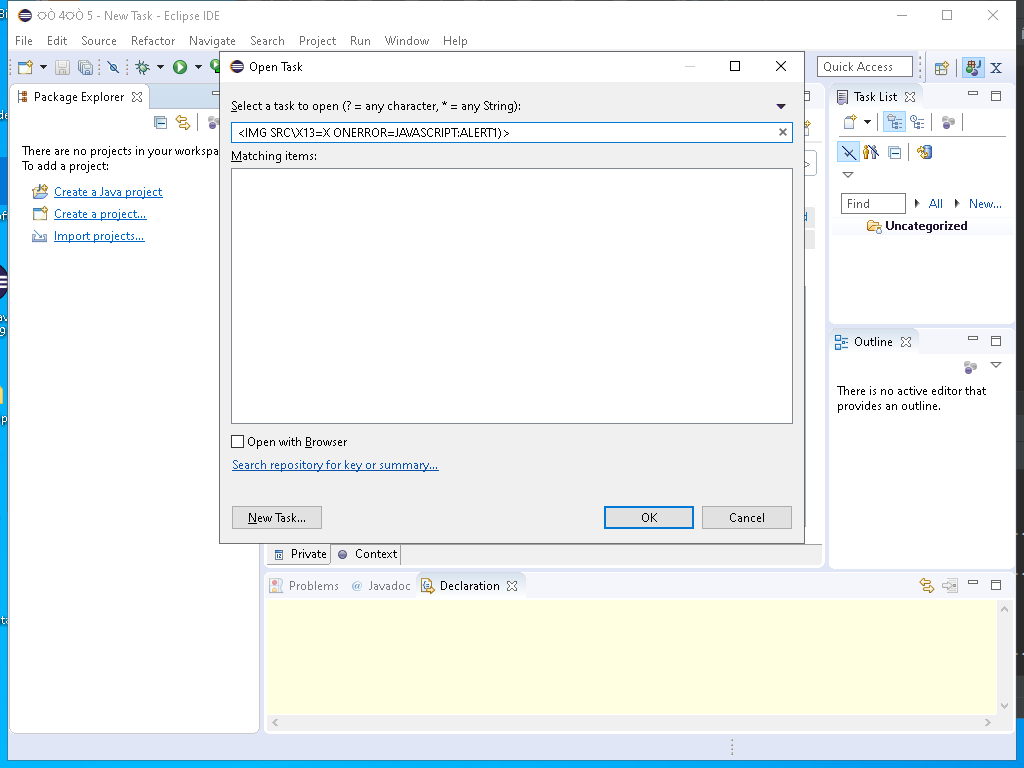 - New Task - Eclipse IDE
File Edit Source Refactor Navigate Search Project Run Window Help
Quick Access
Open Task
Select a task to open (? = any character, * = any String):
<IMG SRC\X13=X ONERROR=JAVASCRIPT:ALERT1)>
Matching items:
Open with Browser
Search repository for key or summary...
New Task...
OK
Cancel
Package Explorer
There are no projects in your workspa
To add a project:
Create a Java project
Create a project...
Import projects...
Task List
Find
All
New...
Uncategorized
Outline
There is no active editor that
provides an outline.
Private
Context
Problems
@ Javadoc
Declaration